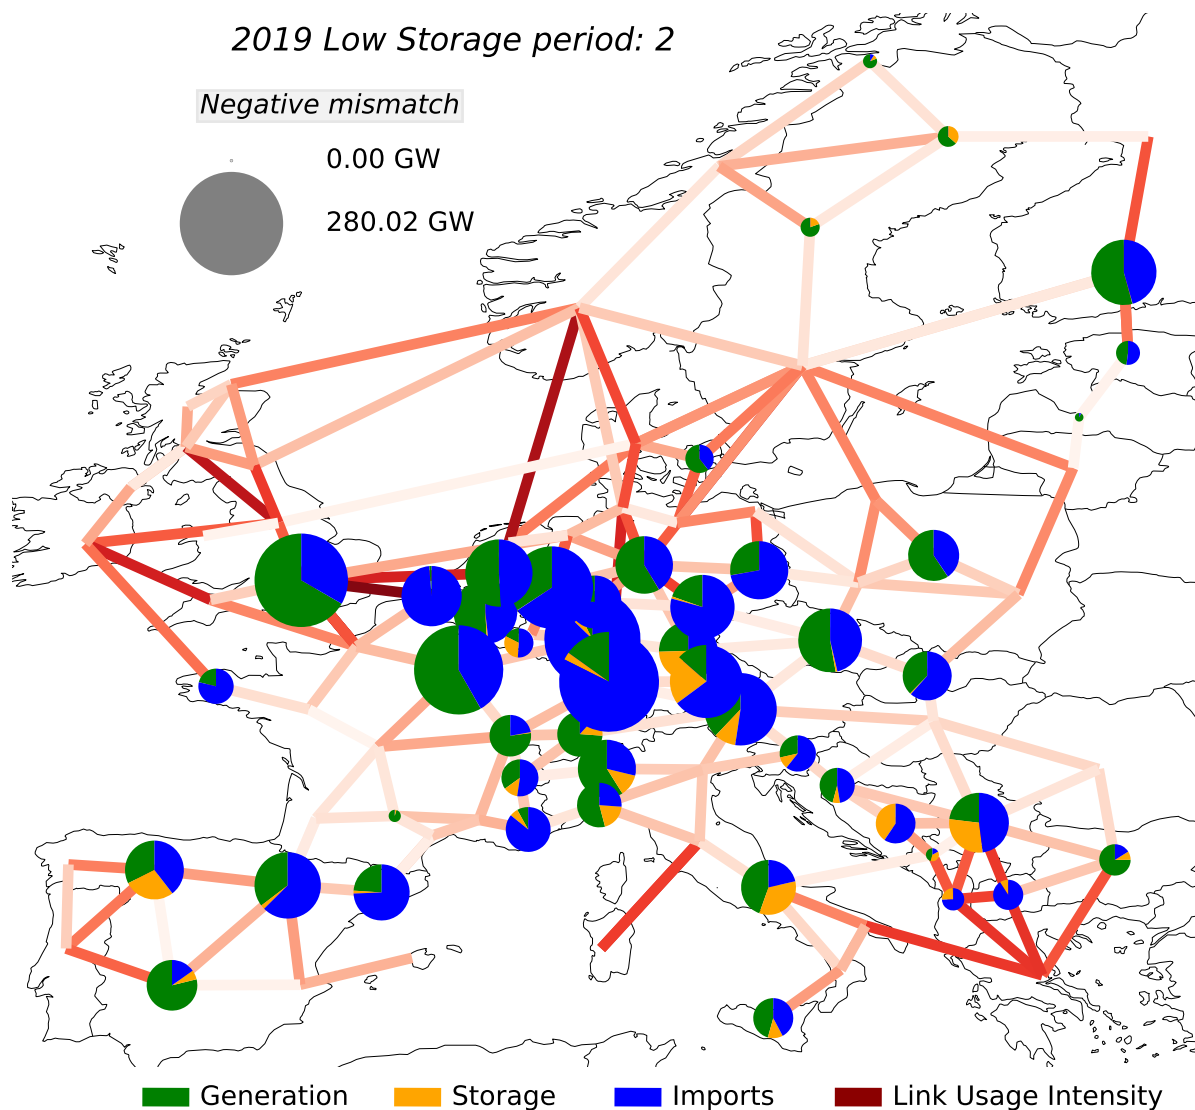 2019 Low Storage period: 2
Negative mismatch
0.00 GW
280.02 GW
Generation Storage Imports Link Usage Intensity